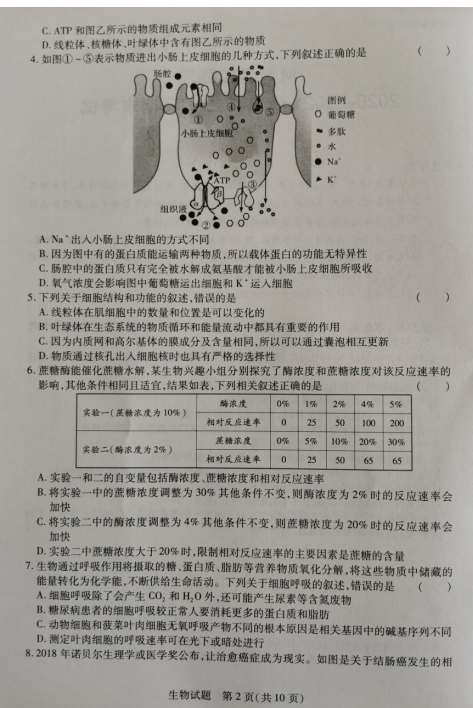 C. ATP 和图乙所示的物质组成元素相同
D. 线粒体、核糖体、叶绿体中含有图乙所示的物质
4. 如图①~⑤表示物质进出小肠上皮细胞的几种方式,下列叙述正确的是 ( )
肠腔
① ④ ⑤
小肠上皮细胞
ATP
③
组织液
②
图例
葡萄糖
多肽
水
Na⁺
K⁺
A. Na⁺出入小肠上皮细胞的方式不同
B. 因为图中有的蛋白质能运输两种物质,所以载体蛋白的功能无特异性
C. 肠腔中的蛋白质只有完全被水解成氨基酸才能被小肠上皮细胞所吸收
D. 氧气浓度会影响图中葡萄糖运出细胞和 K⁺运入细胞
5. 下列关于细胞结构和功能的叙述,错误的是 ( )
A. 线粒体在肌细胞中的数量和位置是可以变化的
B. 叶绿体在生态系统的物质循环和能量流动中都具有重要的作用
C. 因为内质网和高尔基体的膜成分及含量相同,所以可以通过囊泡相互更新
D. 物质通过核孔出入细胞核时也具有严格的选择性
6. 蔗糖酶能催化蔗糖水解,某生物兴趣小组分别探究了酶浓度和蔗糖浓度对该反应速率的
影响,其他条件相同且适宜,结果如表,下列相关叙述正确的是 ( )
实验一(蔗糖浓度为 10%) 酶浓度 0% 1% 2% 4% 5%
相对反应速率 0 25 50 100 200
实验二(酶浓度为 2%) 蔗糖浓度 0% 5% 10% 20% 30%
相对反应速率 0 25 50 65 65
A. 实验一和二的自变量包括酶浓度、蔗糖浓度和相对反应速率
B. 将实验一中的蔗糖浓度调整为 30% 其他条件不变,则酶浓度为 2% 时的反应速率会
加快
C. 将实验二中的酶浓度调整为 4% 其他条件不变,则蔗糖浓度为 20% 时的反应速率会
加快
D. 实验二中蔗糖浓度大于 20% 时,限制相对反应速率的主要因素是蔗糖的含量
7. 生物通过呼吸作用将摄取的糖、蛋白质、脂肪等营养物质氧化分解,将这些物质中储藏的
能量转化为化学能,不断供给生命活动。下列关于细胞呼吸的叙述,错误的是 ( )
A. 细胞呼吸除了会产生 CO₂ 和 H₂O 外,还可能产生尿素等含氮废物
B. 糖尿病患者的细胞呼吸较正常人要消耗更多的蛋白质和脂肪
C. 动物细胞和菠菜叶肉细胞无氧呼吸产物不同的根本原因是相关基因中的碱基序列不同
D. 测定叶肉细胞的呼吸速率可在光下或暗处进行
8. 2018 年诺贝尔生理学或医学奖公布,让治愈癌症成为现实。如图是关于结肠癌发生的相
生物试题 第 2 页(共 10 页)